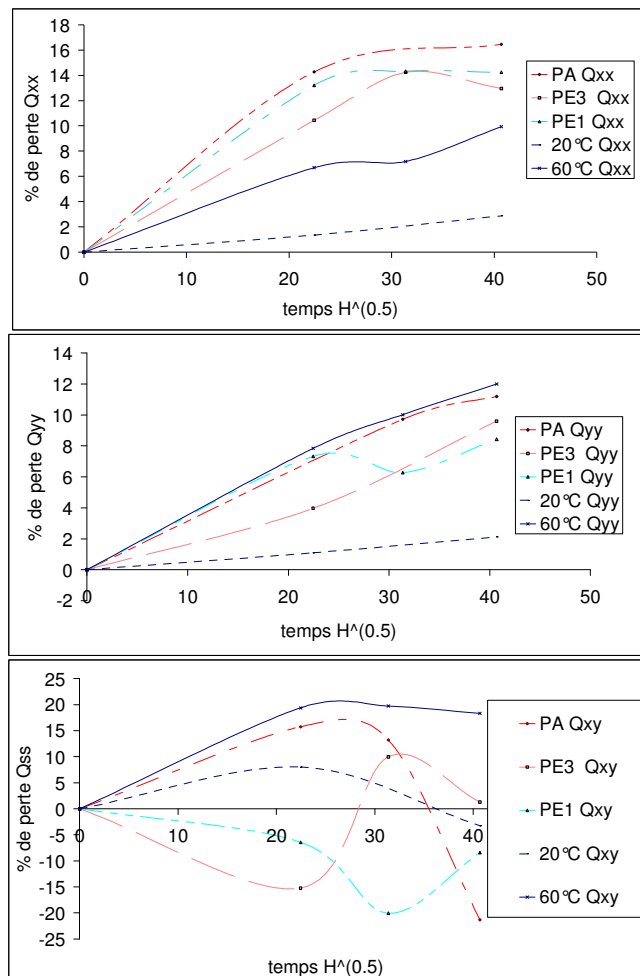 % de perte Qxx
18
16
14
12
10
8
6
4
2
0
0 10 20 30 40 50
temps H^(0.5)
PA Qxx
PE3 Qxx
PE1 Qxx
20°C Qxx
60°C Qxx
% de perte Qyy
14
12
10
8
6
4
2
0
-2
0 10 20 30 40 50
temps H^(0.5)
PA Qyy
PE3 Qyy
PE1 Qyy
20°C Qyy
60°C Qyy
% de perte Qss
25
20
15
10
5
0
-5
-10
-15
-20
-25
0 10 20 30 40
temps H^(0.5)
PA Qxy
PE3 Qxy
PE1 Qxy
20°C Qxy
60°C Qxy